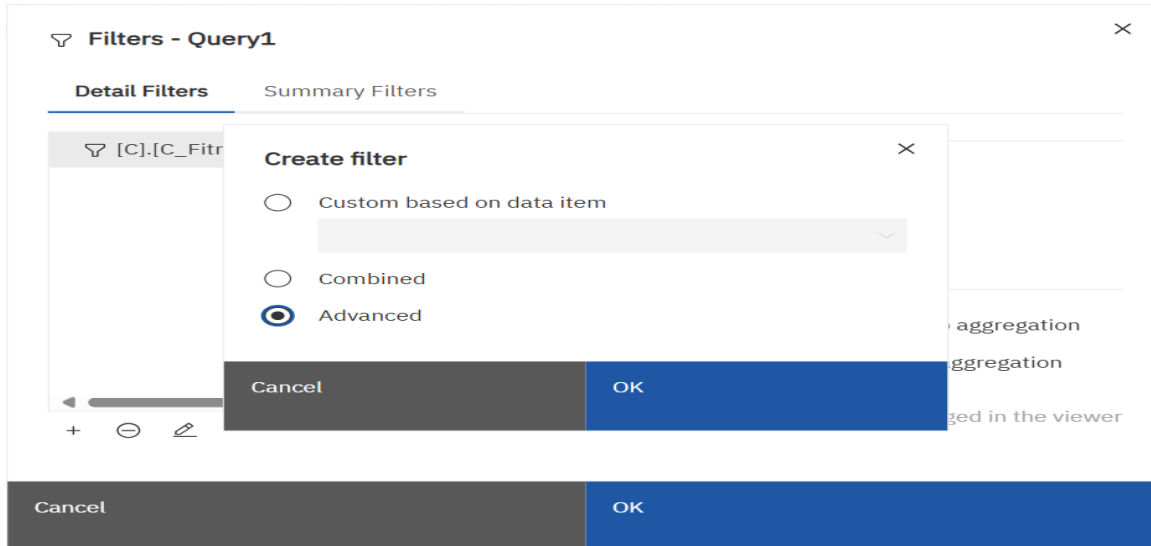 Filters - Query1
Detail Filters Summary Filters
[C].[C_Fitr
Create filter
Custom based on data item
Combined
Advanced
aggregation
ggregation
Cancel OK
ged in the viewer
Cancel OK